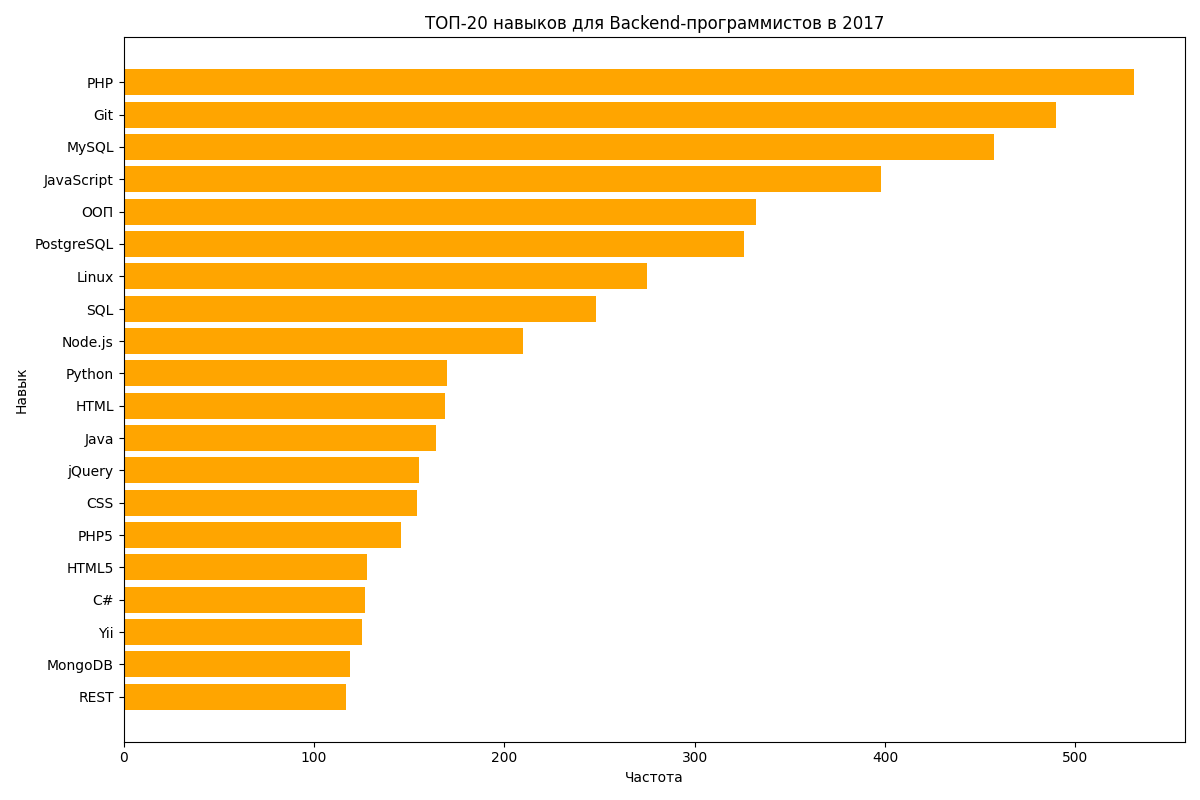 ТОП-20 навыков для Backend-программистов в 2017
Навык
PHP
Git
MySQL
JavaScript
ООП
PostgreSQL
Linux
SQL
Node.js
Python
HTML
Java
jQuery
CSS
PHP5
HTML5
C#
Yii
MongoDB
REST
0 100 200 300 400 500
Частота